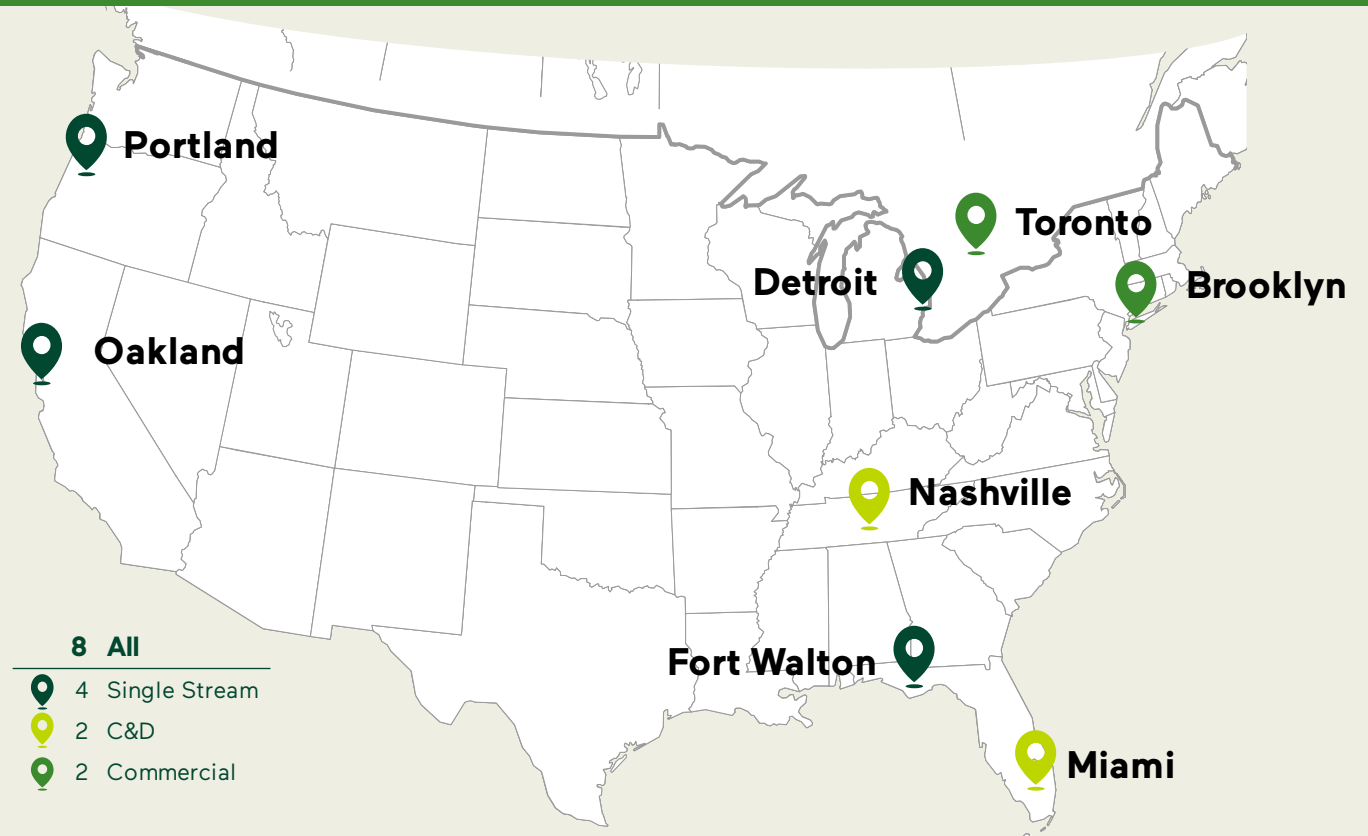 Portland
Toronto
Detroit
Brooklyn
Oakland
Nashville
Fort Walton
Miami
8 All
4 Single Stream
2 C&D
2 Commercial